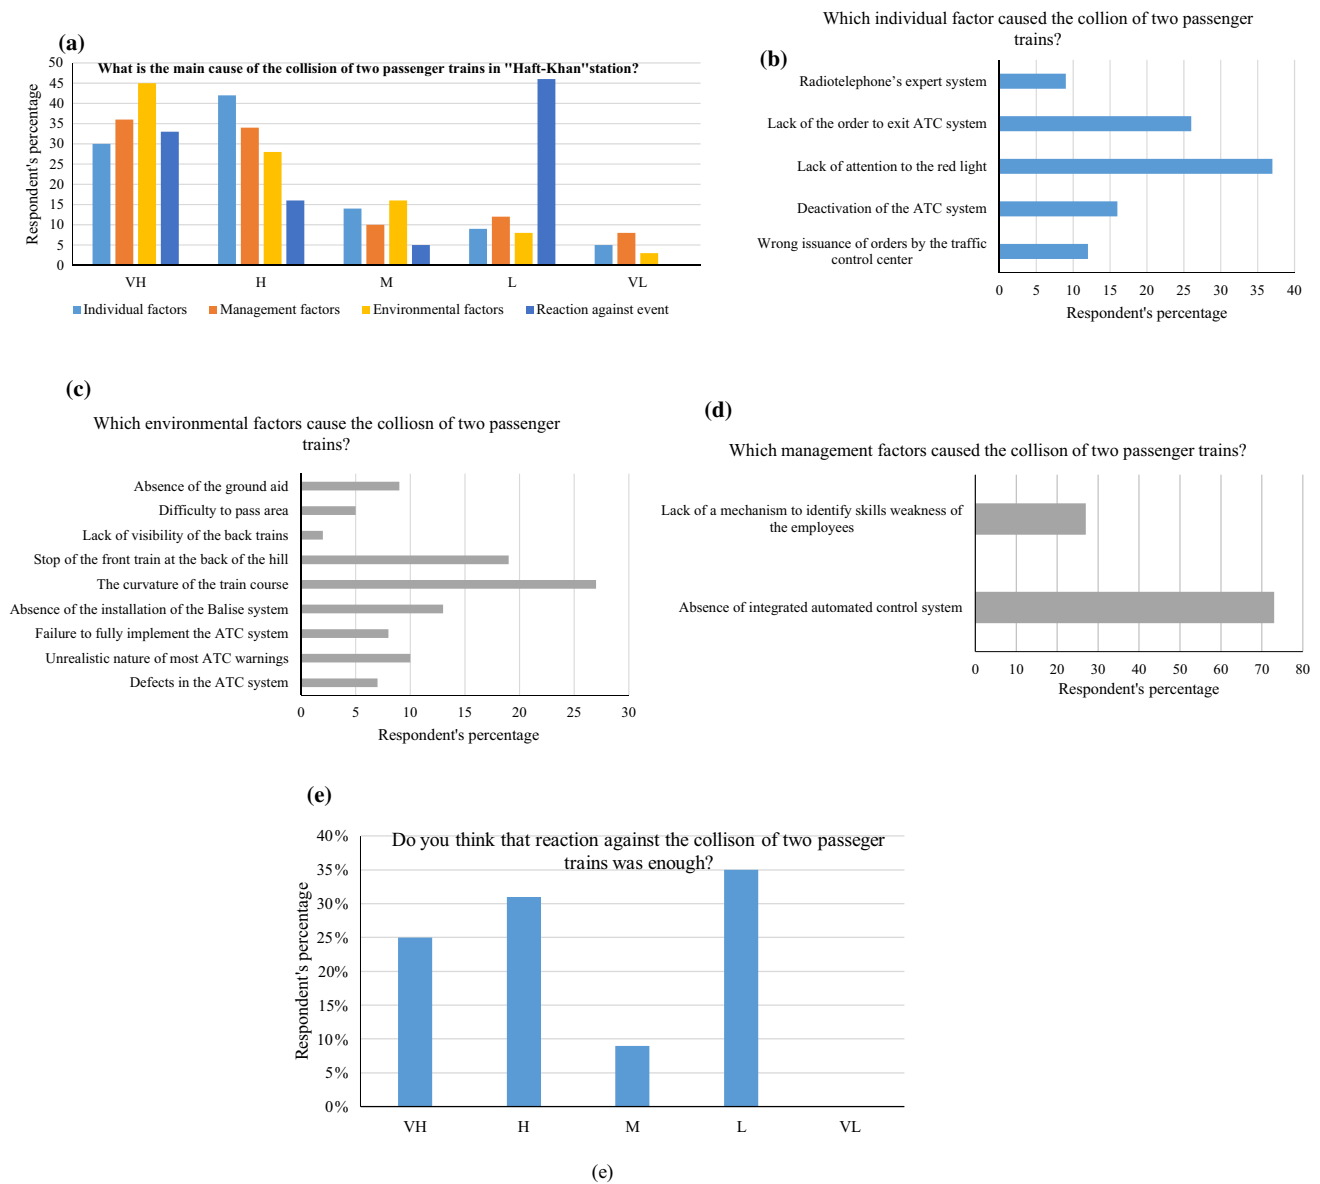 (a)
What is the main cause of the collision of two passenger trains in "Haft-Khan"station?
Respondent's percentage
50
45
40
35
30
25
20
15
10
5
0
VH H M L VL
Individual factors Management factors Environmental factors Reaction against event
(b)
Which individual factor caused the collion of two passenger
trains?
Radiotelephone's expert system
Lack of the order to exit ATC system
Lack of attention to the red light
Deactivation of the ATC system
Wrong issuance of orders by the traffic
control center
0 5 10 15 20 25 30 35 40
Respondent's percentage
(c)
Which environmental factors cause the colliosn of two passenger
trains?
Absence of the ground aid
Difficulty to pass area
Lack of visibility of the back trains
Stop of the front train at the back of the hill
The curvature of the train course
Absence of the installation of the Balise system
Failure to fully implement the ATC system
Unrealistic nature of most ATC warnings
Defects in the ATC system
0 5 10 15 20 25 30
Respondent's percentage
(d)
Which management factors caused the collison of two passenger trains?
Lack of a mechanism to identify skills weakness of
the employees
Absence of integrated automated control system
0 10 20 30 40 50 60 70 80
Respondent's percentage
(e)
Do you think that reaction against the collison of two passeger
trains was enough?
Respondent's percentage
40%
35%
30%
25%
20%
15%
10%
5%
0%
VH H M L VL
(e)